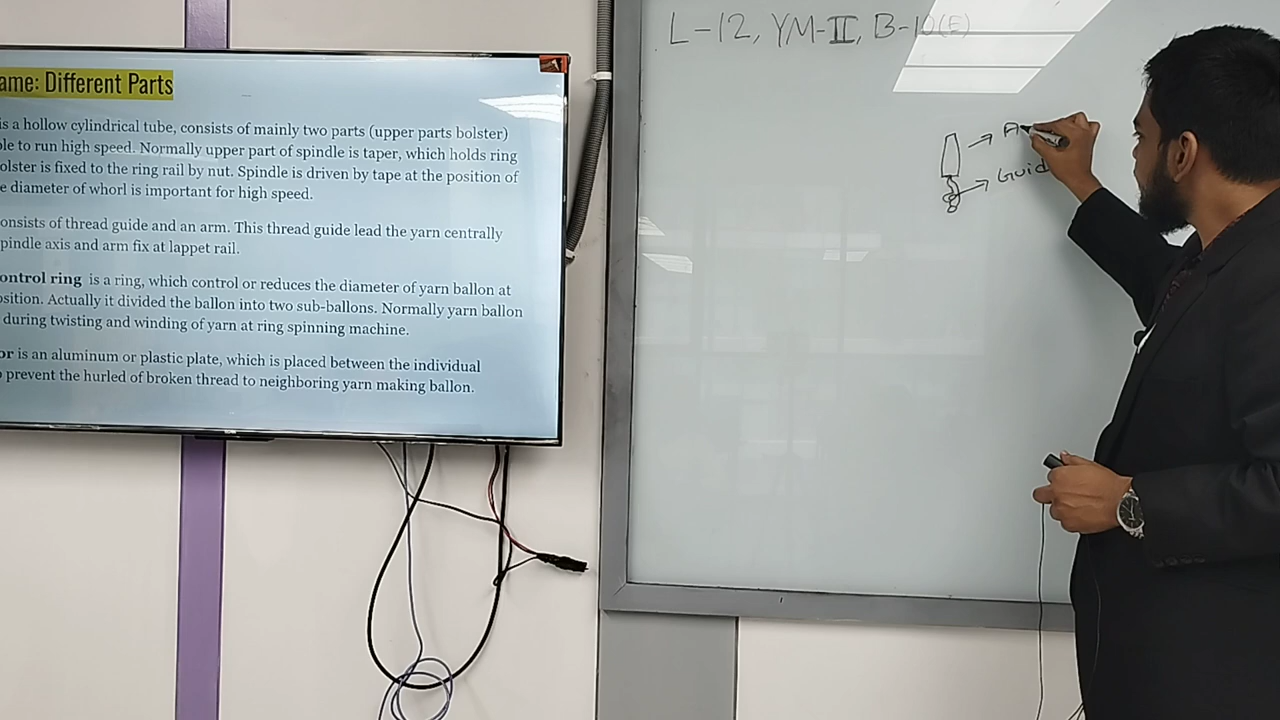 ame: Different Parts
is a hollow cylindrical tube, consists of mainly two parts (upper parts bolster)
ble to run high speed. Normally upper part of spindle is taper, which holds ring
olster is fixed to the ring rail by nut. Spindle is driven by tape at the position of
e diameter of whorl is important for high speed.
onsists of thread guide and an arm. This thread guide lead the yarn centrally
pindle axis and arm fix at lappet rail.
ontrol ring is a ring, which control or reduces the diameter of yarn ballon at
osition. Actually it divided the ballon into two sub-ballons. Normally yarn ballon
during twisting and winding of yarn at ring spinning machine.
or is an aluminum or plastic plate, which is placed between the individual
o prevent the hurled of broken thread to neighboring yarn making ballon.
L-12, YM-II, B-10(E)
→ A
→ Guid